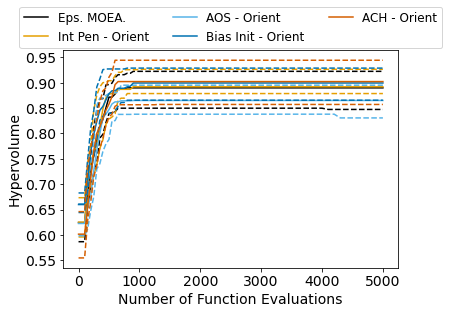 Eps. MOEA. AOS - Orient ACH - Orient
Int Pen - Orient Bias Init - Orient
0.95
0.90
0.85
0.80
0.75
0.70
0.65
0.60
0.55
Hypervolume
0 1000 2000 3000 4000 5000
Number of Function Evaluations